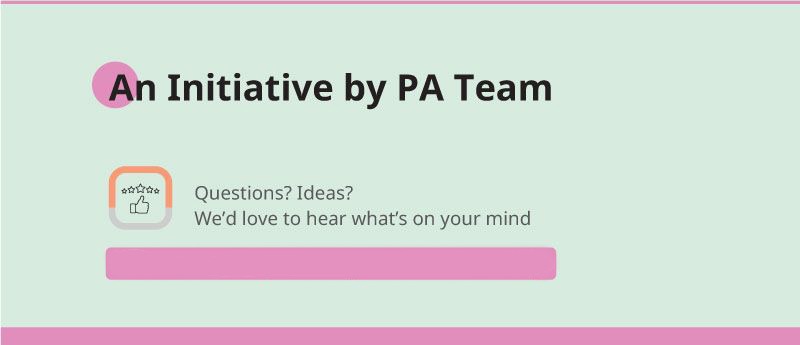 An Initiative by PA Team
Questions? Ideas?
We’d love to hear what’s on your mind